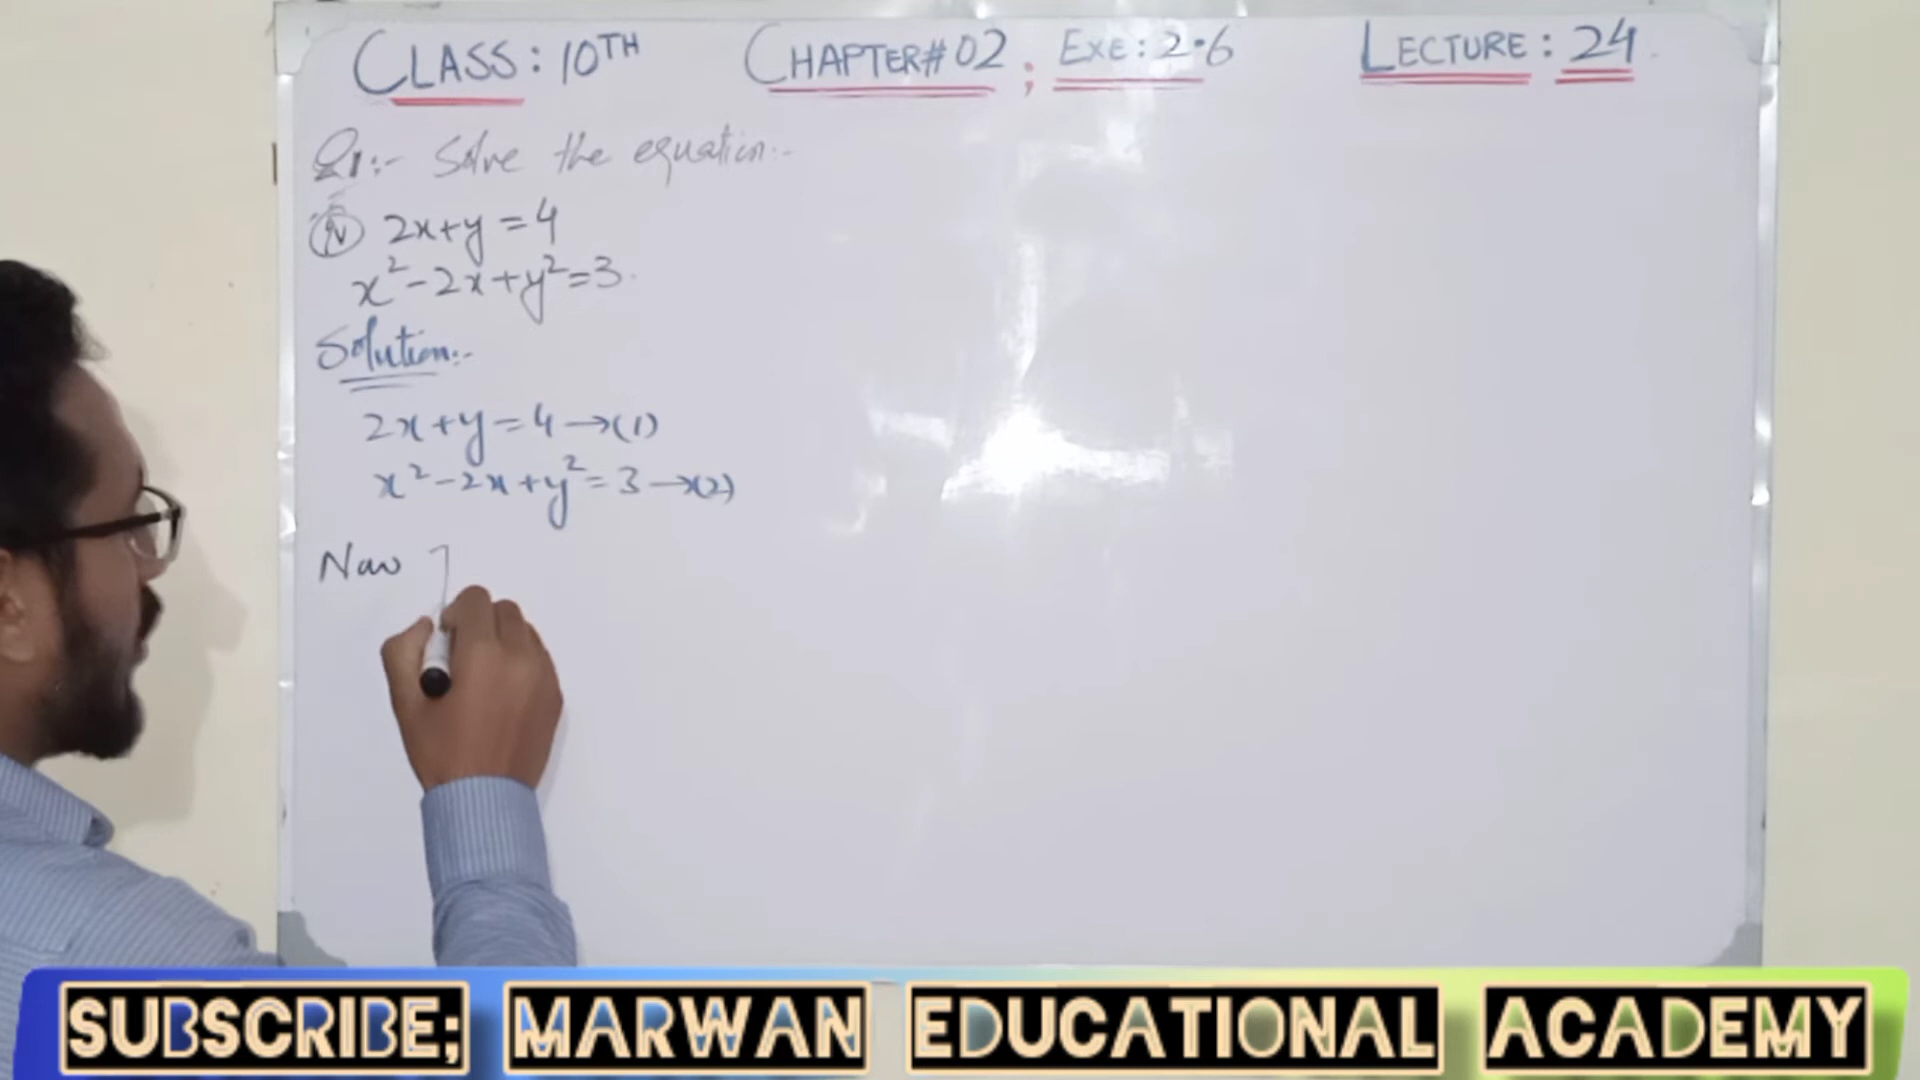 CLASS: 10TH CHAPTER# 02 ; EXE: 2.6 LECTURE: 24
Q1:- Solve the equation:-
2x+y=4
x²-2x+y²=3
Solution:-
2x+y=4→(1)
x²-2x+y²=3→(2)
Now
SUBSCRIBE; MARWAN EDUCATIONAL ACADEMY